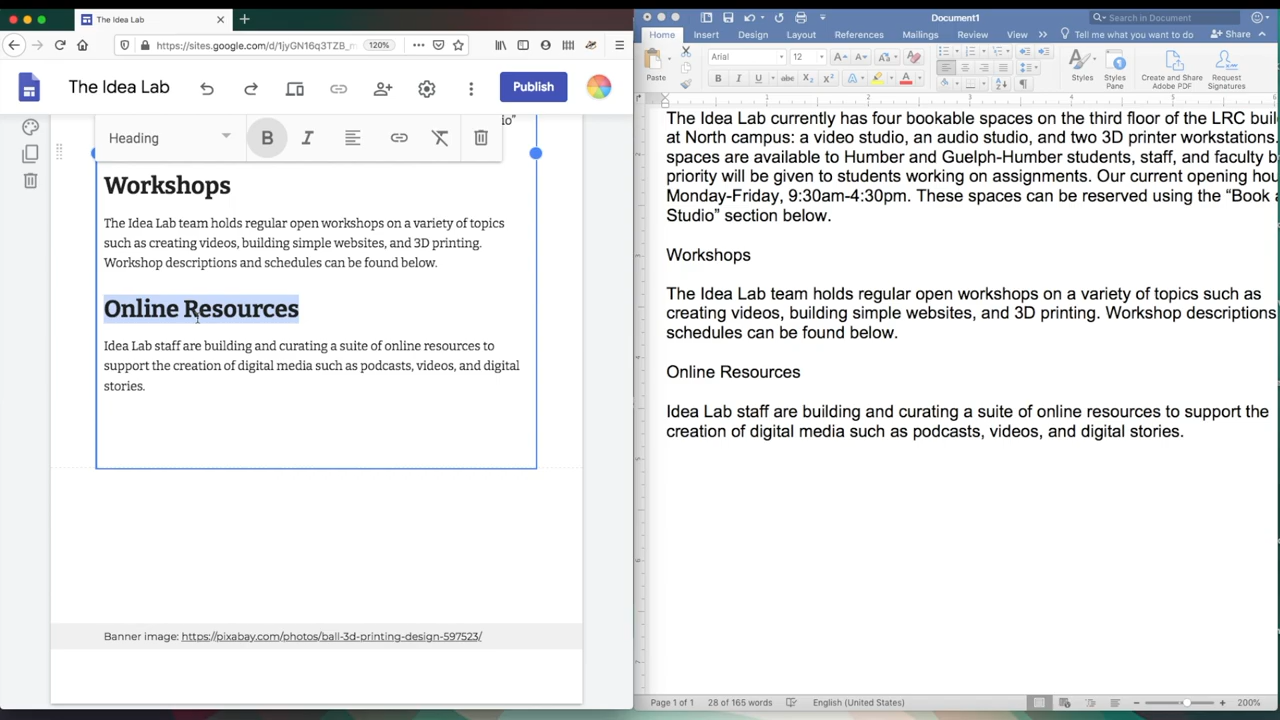 The Idea Lab
https://sites.google.com/d/1jyGN16q3TZB_m
120%
The Idea Lab
Publish
io”
Heading
B
I
Workshops
The Idea Lab team holds regular open workshops on a variety of topics
such as creating videos, building simple websites, and 3D printing.
Workshop descriptions and schedules can be found below.
Online Resources
Idea Lab staff are building and curating a suite of online resources to
support the creation of digital media such as podcasts, videos, and digital
stories.
Banner image: https://pixabay.com/photos/ball-3d-printing-design-597523/
Document1
Search in Document
Home Insert Design Layout References Mailings Review View Tell me what you want to do Share
Paste
Arial
12
B I U abc X₂ X²
Styles
Styles Pane
Create and Share Adobe PDF
Request Signatures
1 2 3 4 5 6
The Idea Lab currently has four bookable spaces on the third floor of the LRC buil
at North campus: a video studio, an audio studio, and two 3D printer workstations.
spaces are available to Humber and Guelph-Humber students, staff, and faculty b
priority will be given to students working on assignments. Our current opening hou
Monday-Friday, 9:30am-4:30pm. These spaces can be reserved using the “Book a
Studio” section below.
Workshops
The Idea Lab team holds regular open workshops on a variety of topics such as
creating videos, building simple websites, and 3D printing. Workshop descriptions
schedules can be found below.
Online Resources
Idea Lab staff are building and curating a suite of online resources to support the
creation of digital media such as podcasts, videos, and digital stories.
Page 1 of 1 28 of 165 words English (United States) 200%